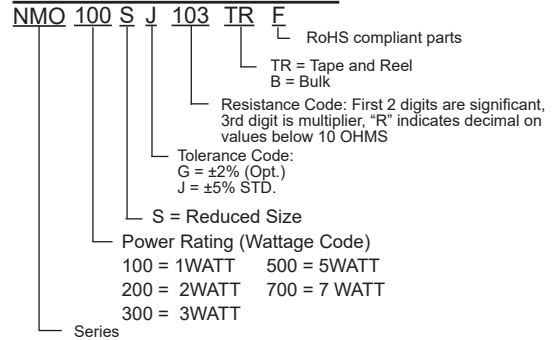 NMO 100 S J 103 TR F
RoHS compliant parts
TR = Tape and Reel
B = Bulk
Resistance Code: First 2 digits are significant,
3rd digit is multiplier, “R” indicates decimal on
values below 10 OHMS
Tolerance Code:
G = ±2% (Opt.)
J = ±5% STD.
S = Reduced Size
Power Rating (Wattage Code)
100 = 1WATT 500 = 5WATT
200 = 2WATT 700 = 7 WATT
300 = 3WATT
Series